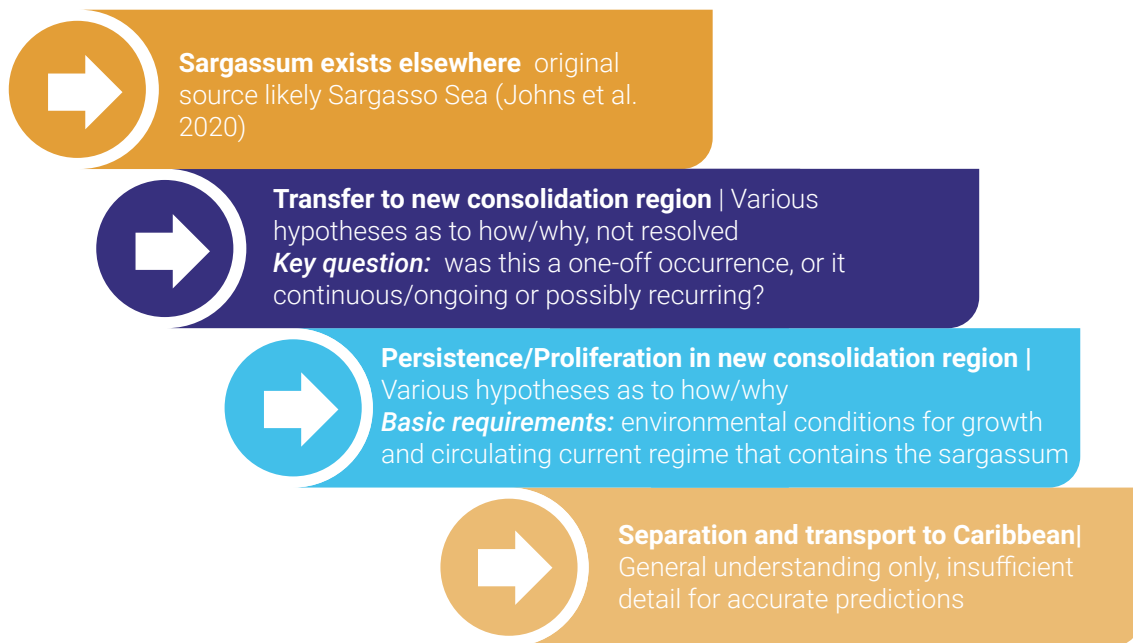 Sargassum exists elsewhere original
source likely Sargasso Sea (Johns et al.
2020)
Transfer to new consolidation region | Various
hypotheses as to how/why, not resolved
Key question: was this a one-off occurrence, or it
continuous/ongoing or possibly recurring?
Persistence/Proliferation in new consolidation region |
Various hypotheses as to how/why
Basic requirements: environmental conditions for growth
and circulating current regime that contains the sargassum
Separation and transport to Caribbean|
General understanding only, insufficient
detail for accurate predictions